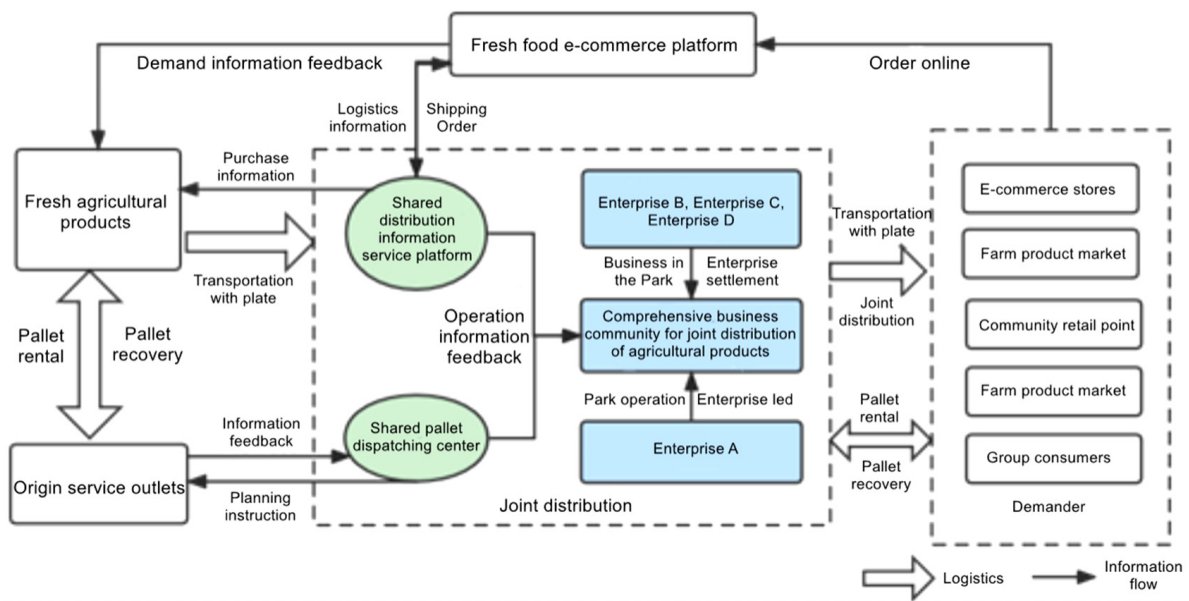 Fresh food e-commerce platform
Demand information feedback
Order online
Logistics
information
Shipping
Order
Purchase
information
Fresh agricultural
products
Shared
distribution
information
service platform
Enterprise B, Enterprise C,
Enterprise D
E-commerce stores
Transportation
with plate
Transportation
with plate
Business in
the Park
Enterprise
settlement
Farm product market
Joint
distribution
Pallet
rental
Pallet
recovery
Operation
information
feedback
Comprehensive business
community for joint distribution
of agricultural products
Community retail point
Park operation
Enterprise led
Farm product market
Pallet
rental
Information
feedback
Shared pallet
dispatching center
Enterprise A
Group consumers
Pallet
recovery
Origin service outlets
Planning
instruction
Joint distribution
Demander
Logistics
Information
flow